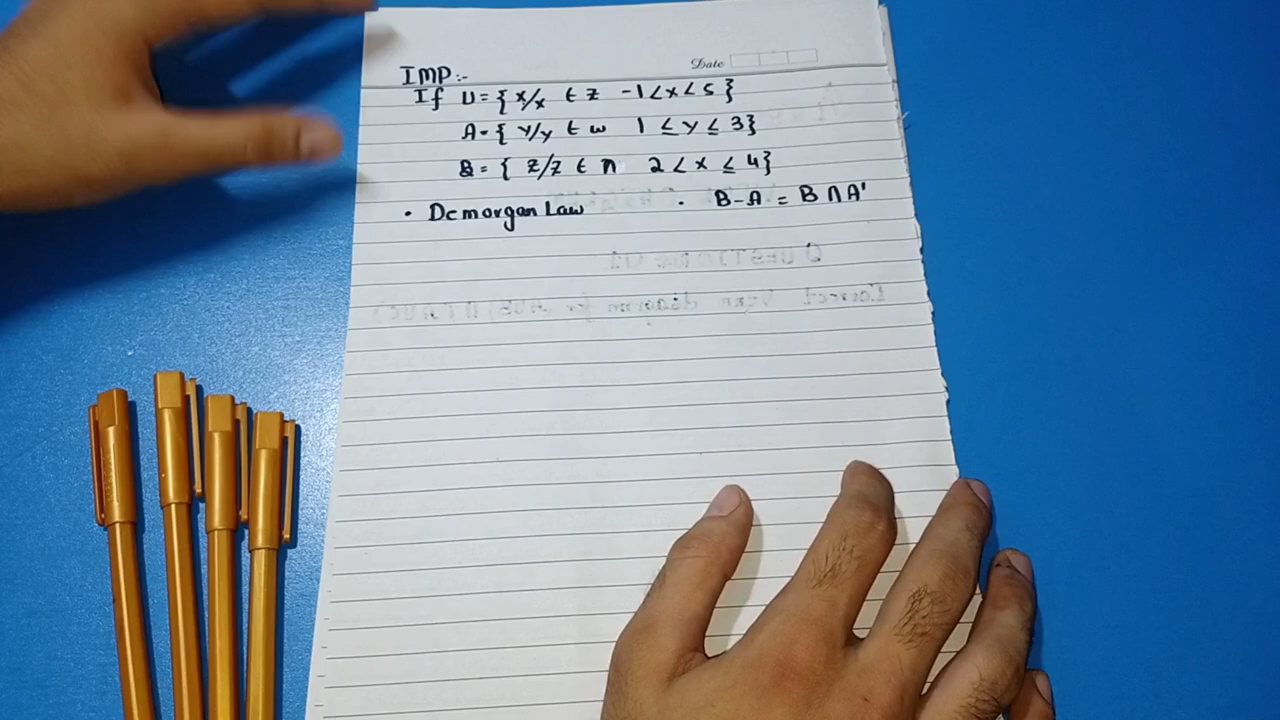 Date
IMP:-
If U = { x/x ∈ z -1 < x < 5 }
A = { y/y ∈ w 1 ≤ y ≤ 3}
B = { z/z ∈ n 2 < x ≤ 4}
• Demorgan Law • B-A = B ∩ A'